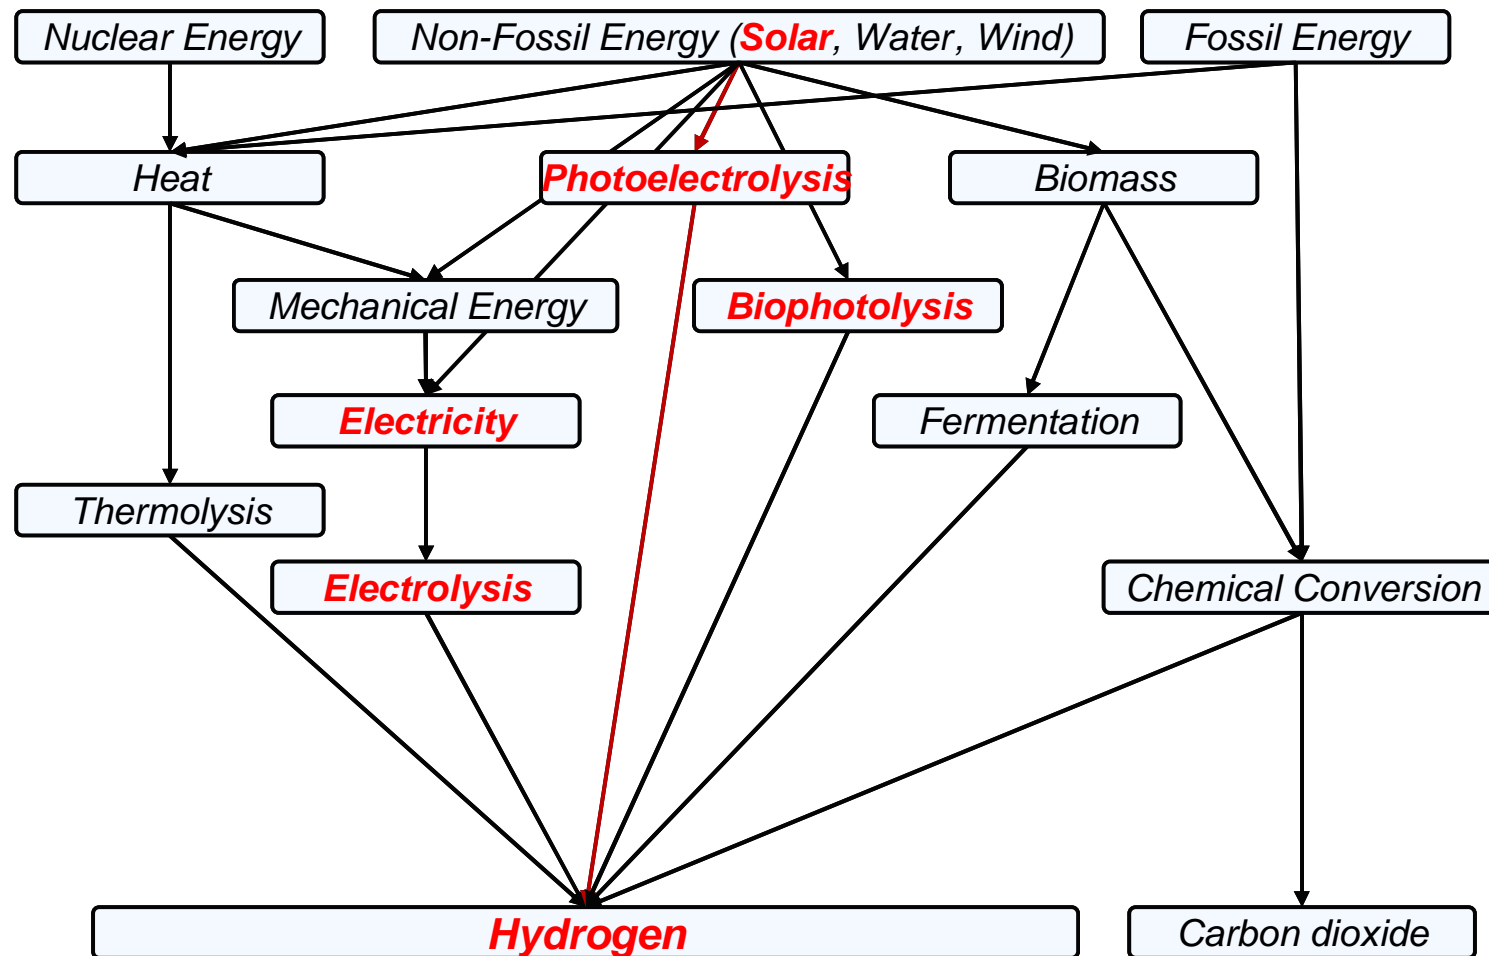 Nuclear Energy
Non-Fossil Energy (Solar, Water, Wind)
Fossil Energy
Heat
Photoelectrolysis
Biomass
Mechanical Energy
Biophotolysis
Electricity
Fermentation
Thermolysis
Electrolysis
Chemical Conversion
Hydrogen
Carbon dioxide